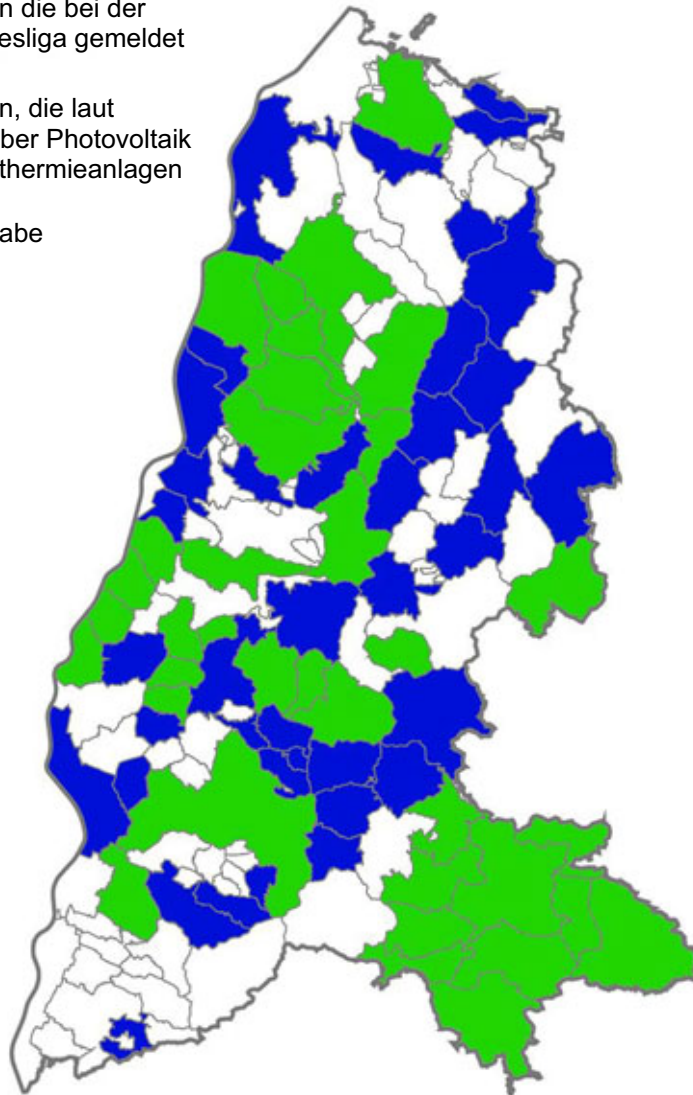 n die bei der
esliga gemeldet
n, die laut
ber Photovoltaik
thermieanlagen
abe